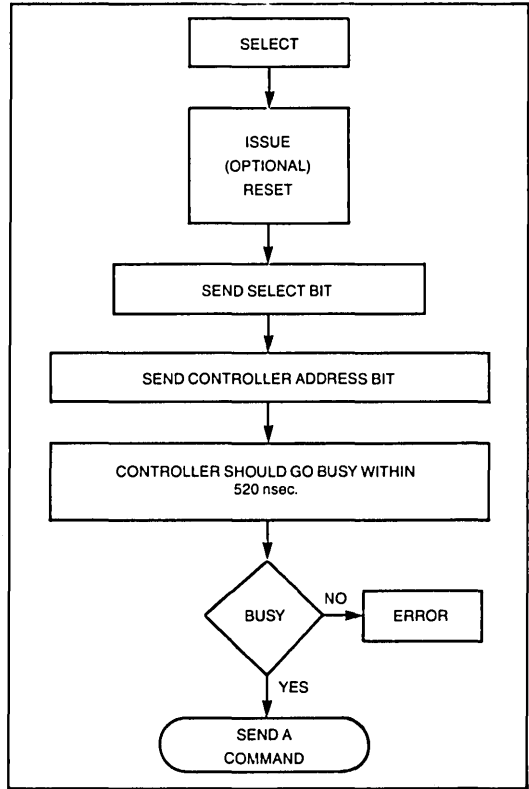 SELECT
ISSUE
(OPTIONAL)
RESET
SEND SELECT BIT
SEND CONTROLLER ADDRESS BIT
CONTROLLER SHOULD GO BUSY WITHIN
520 nsec.
BUSY
NO
ERROR
YES
SEND A
COMMAND